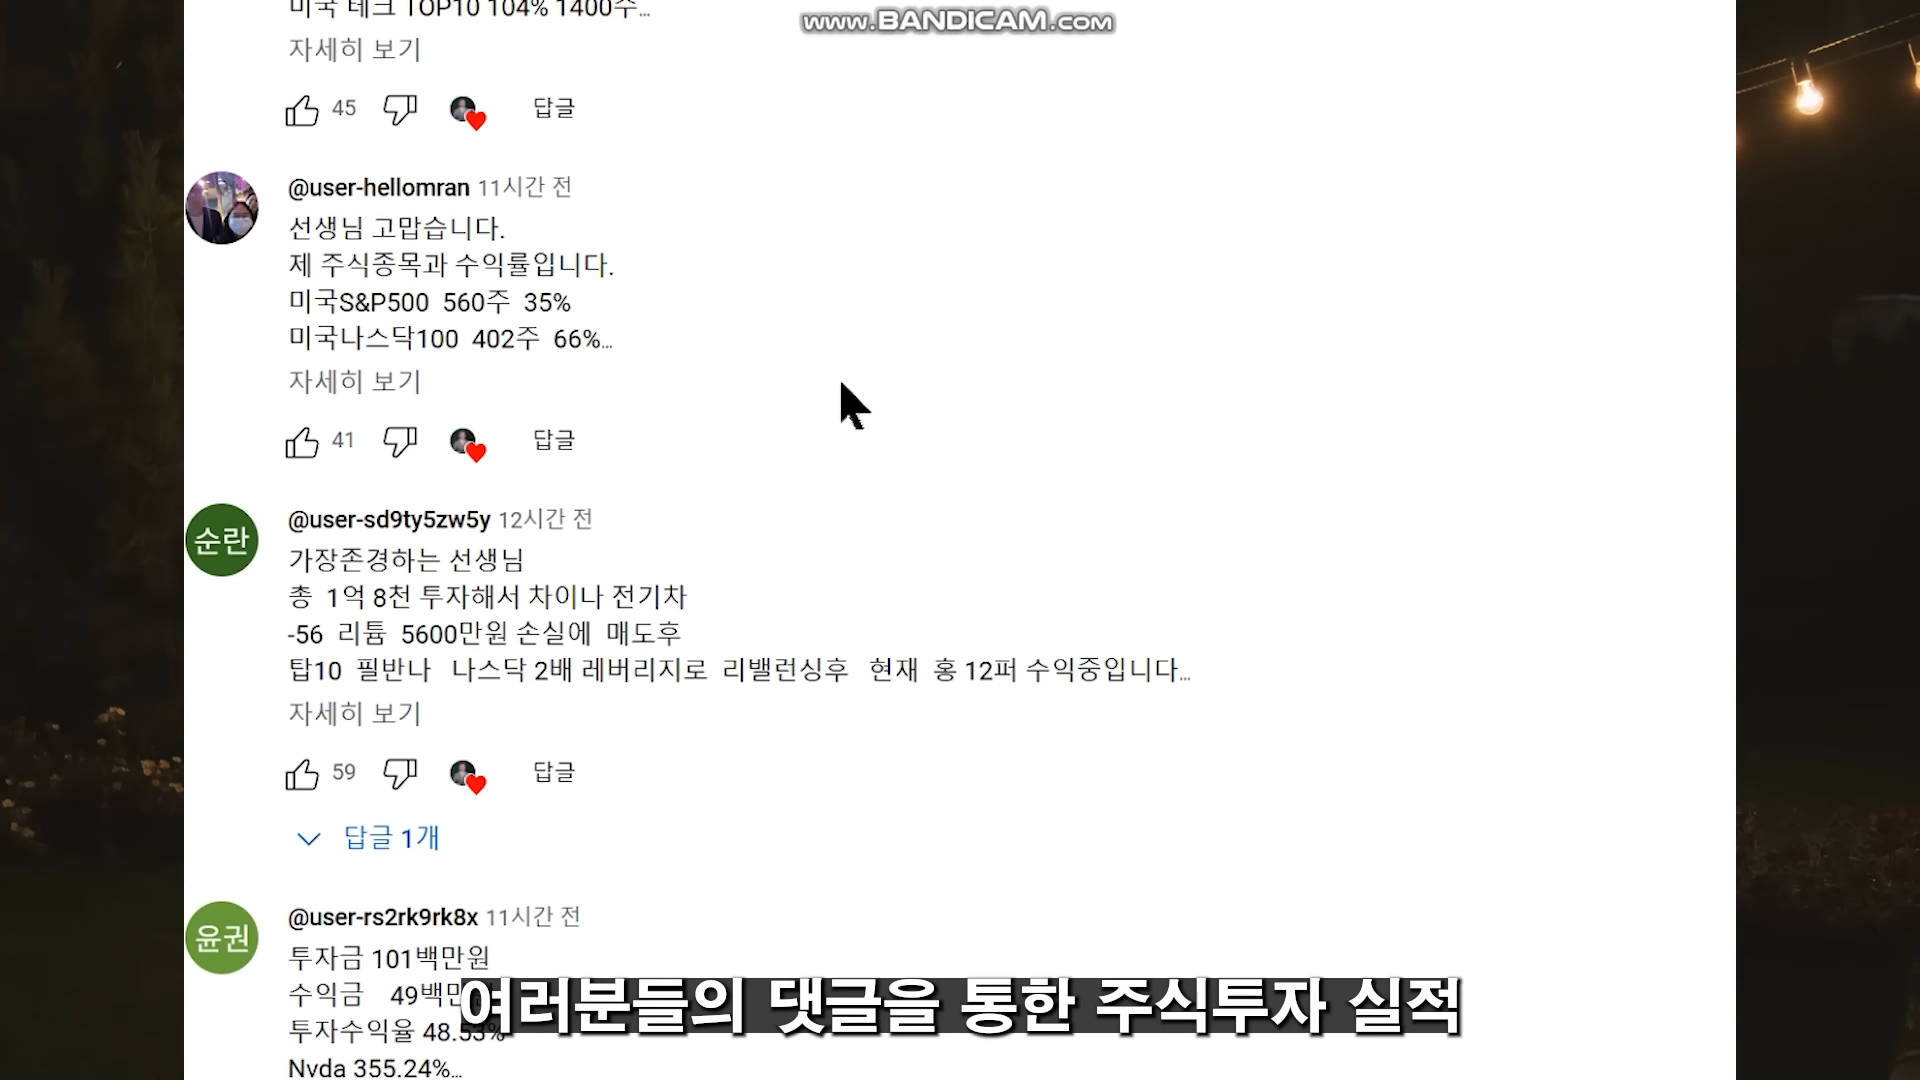 미국 테크 TOP10 104% 1400주...
www.BANDICAM.com
자세히 보기
45 답글
@user-hellomran 11시간 전
선생님 고맙습니다.
제 주식종목과 수익률입니다.
미국S&P500 560주 35%
미국나스닥100 402주 66%...
자세히 보기
41 답글
순란
@user-sd9ty5zw5y 12시간 전
가장존경하는 선생님
총 1억 8천 투자해서 차이나 전기차
-56 리튬 5600만원 손실에 매도후
탑10 필반나 나스닥 2배 레버리지로 리밸런싱후 현재 홍 12퍼 수익중입니다...
자세히 보기
59 답글
답글 1개
윤권
@user-rs2rk9rk8x 11시간 전
투자금 101백만원
수익금 49백만
여러분들의 댓글을 통한 주식투자 실적
투자수익율 48.53%
Nvda 355.24%...